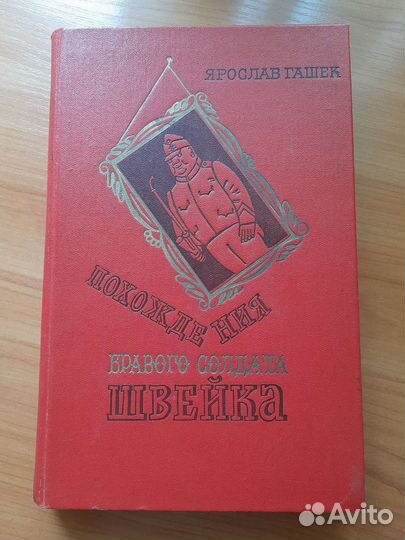 ЯРОСЛАВ ГАШЕК
ПОХОЖДЕНИЯ
БРАВОГО СОЛДАТА
ШВЕЙКА
Avito